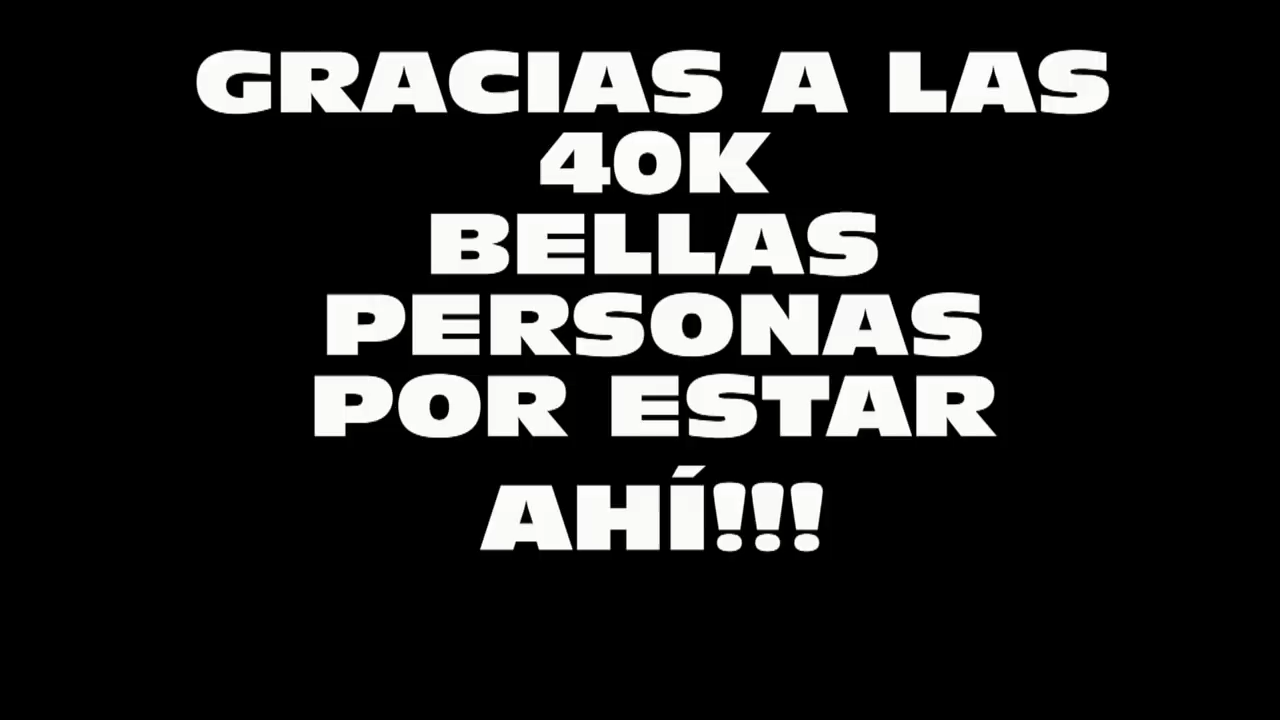 GRACIAS A LAS
40K
BELLAS
PERSONAS
POR ESTAR
AHÍ!!!